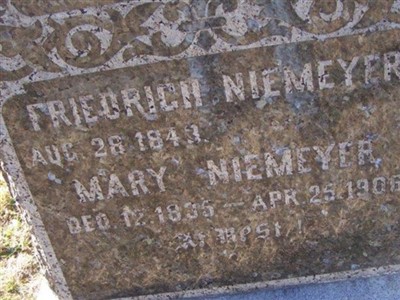 FRIEDRICH NIEMEYER
AUG. 28 1843
MARY NIEMEYER
DEC. 12, 1835 — APR. 25, 1906